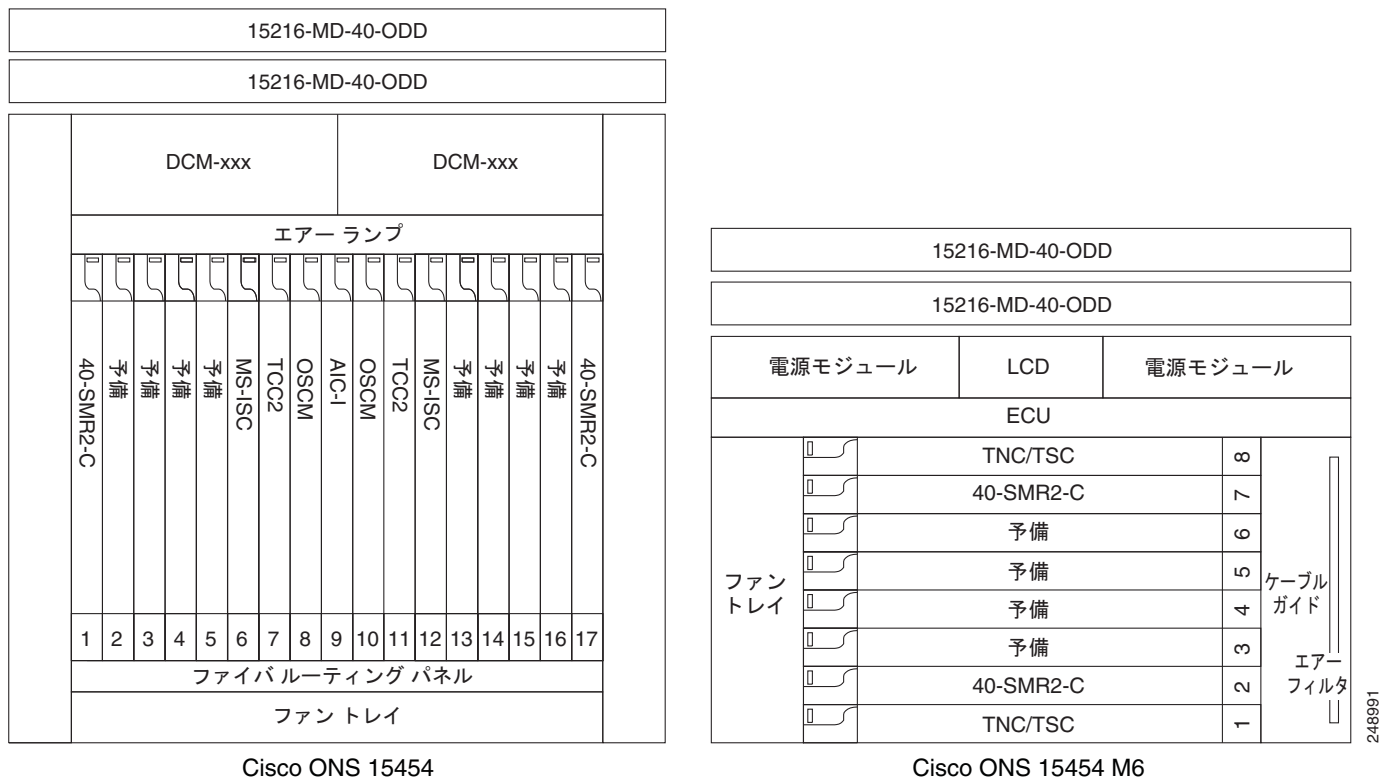 15216-MD-40-ODD
15216-MD-40-ODD
DCM-xxx
DCM-xxx
エアー ランプ
40-SMR2-C
予備
予備
予備
予備
MS-ISC
TCC2
OSCM
AIC-I
OSCM
TCC2
MS-ISC
予備
予備
予備
予備
40-SMR2-C
1 2 3 4 5 6 7 8 9 10 11 12 13 14 15 16 17
ファイバ ルーティング パネル
ファン トレイ
Cisco ONS 15454
15216-MD-40-ODD
15216-MD-40-ODD
電源モジュール
LCD
電源モジュール
ECU
TNC/TSC 8
40-SMR2-C 7
予備 6
予備 5
予備 4
予備 3
40-SMR2-C 2
TNC/TSC 1
ファン
トレイ
ケーブル
ガイド
エアー
フィルタ
248991
Cisco ONS 15454 M6